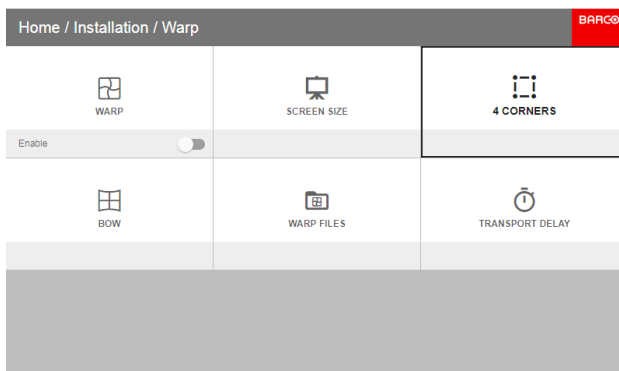 Home / Installation / Warp
BARCO
WARP
SCREEN SIZE
4 CORNERS
Enable
BOW
WARP FILES
TRANSPORT DELAY